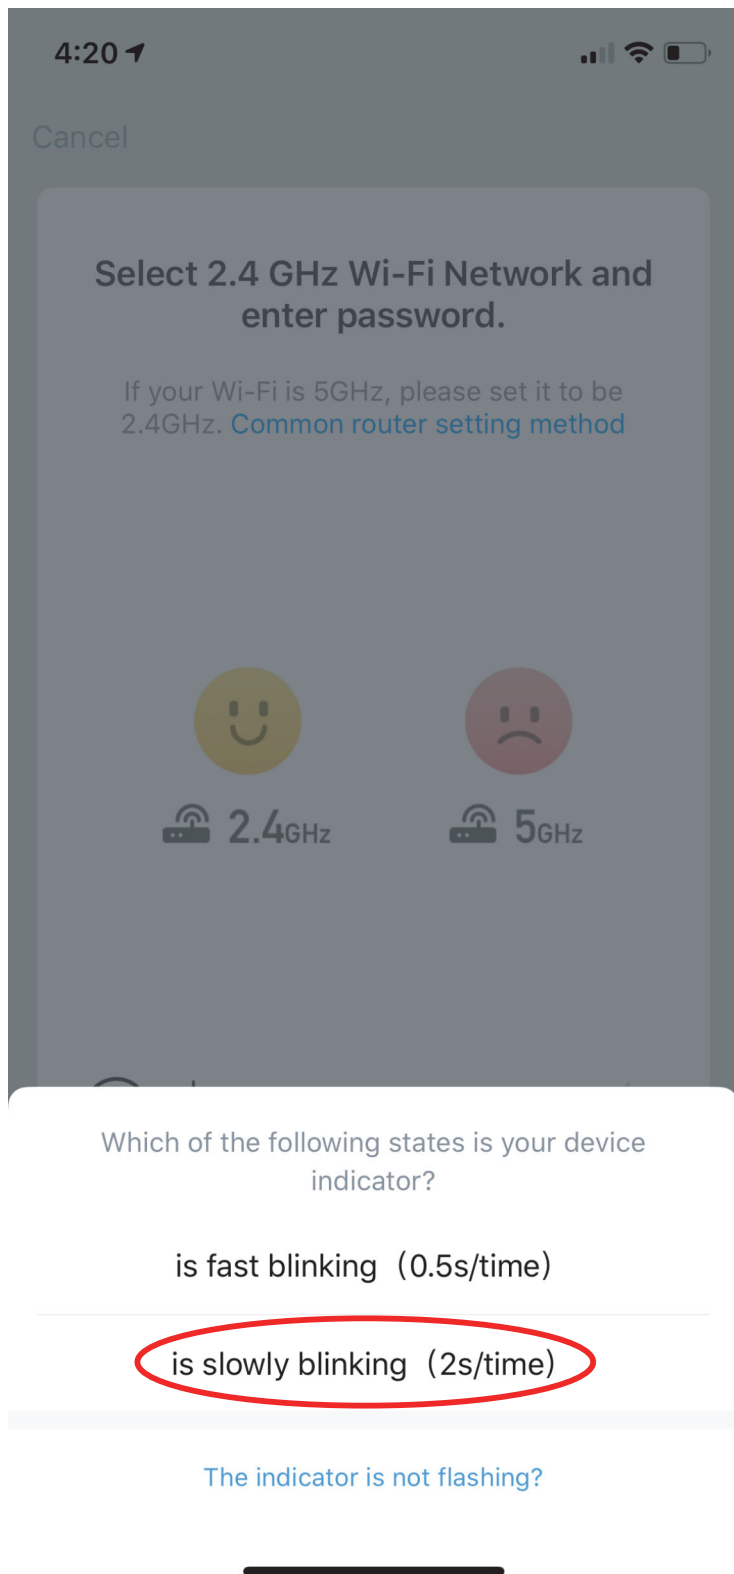 4:20
Cancel
Select 2.4 GHz Wi-Fi Network and
enter password.
If your Wi-Fi is 5GHz, please set it to be
2.4GHz. Common router setting method
2.4GHz 5GHz
Which of the following states is your device
indicator?
is fast blinking（0.5s/time）
is slowly blinking（2s/time）
The indicator is not flashing?